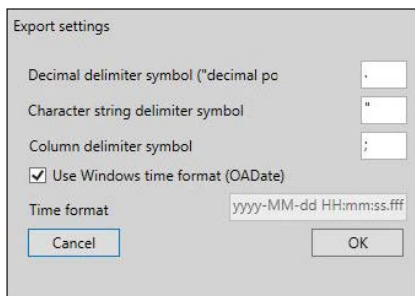 Export settings
Decimal delimiter symbol ("decimal po .
Character string delimiter symbol "
Column delimiter symbol ;
Use Windows time format (OADate)
Time format yyyy-MM-dd HH:mm:ss.fff
Cancel OK